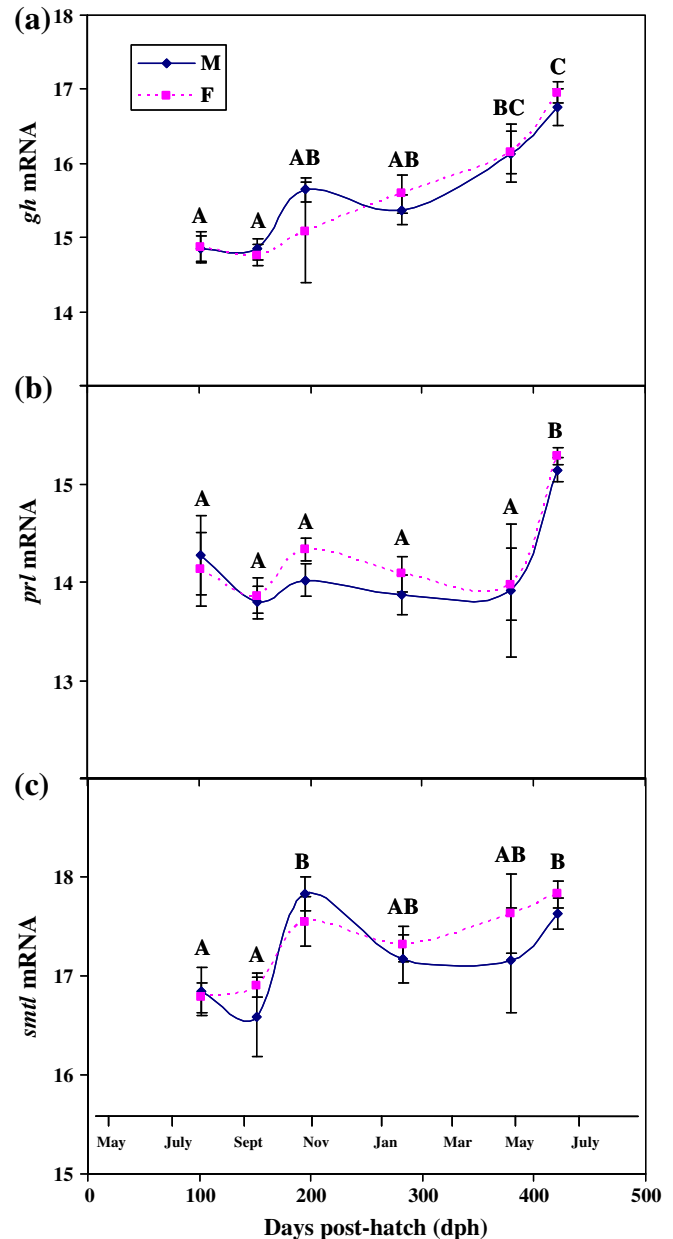 (a)
18
M
F
17
16
15
14
gh mRNA
A
A
AB
AB
BC
C
(b)
15
14
13
prl mRNA
A
A
A
A
A
B
(c)
18
17
16
15
smtl mRNA
A
A
B
AB
AB
B
May July Sept Nov Jan Mar May July
0 100 200 300 400 500
Days post-hatch (dph)